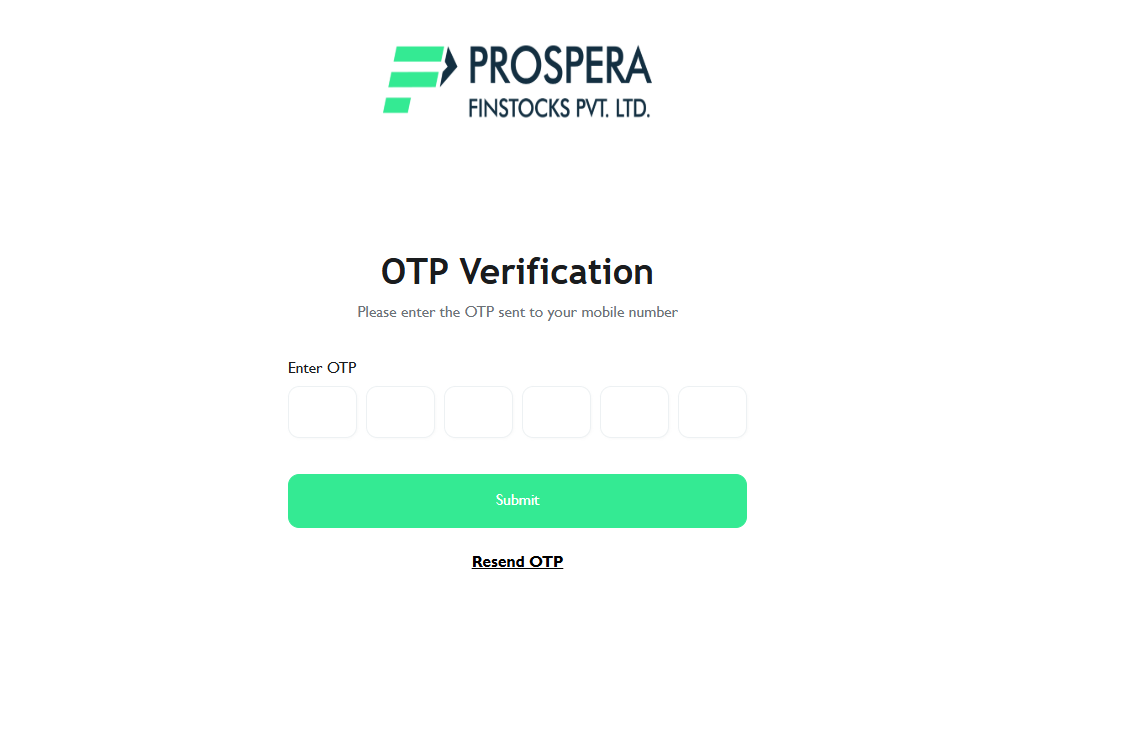 PROSPERA
FINSTOCKS PVT. LTD.
OTP Verification
Please enter the OTP sent to your mobile number
Enter OTP
Submit
Resend OTP